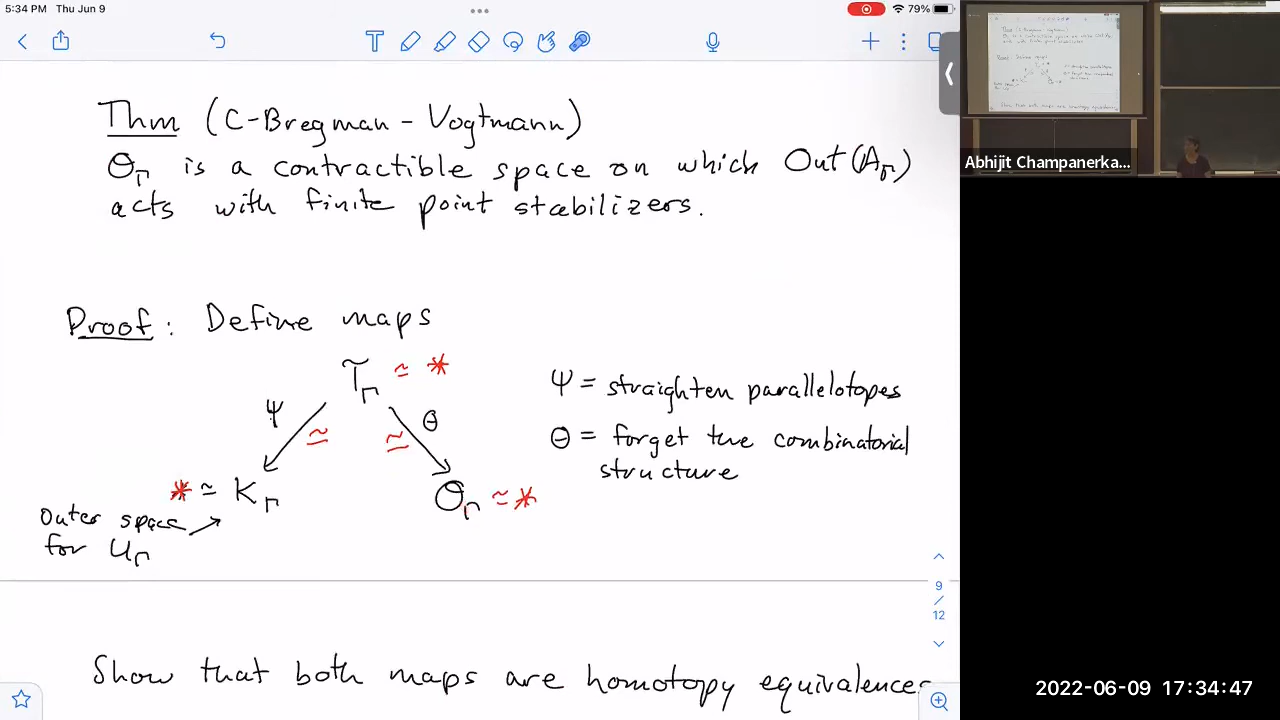 5:34 PM Thu Jun 9
79%
Thm (C-Bregman-Vogtmann)
𝒪_Γ is a contractible space on which Out(A_Γ)
acts with finite point stabilizers.
Proof: Define maps
T̃_Γ ≃ *
Ψ ≃ ≃ Θ
* ≃ K_Γ
𝒪_Γ ≃ *
Outer space
for U_Γ
Ψ = straighten parallelotopes
Θ = forget the combinatorial
structure
9
/
12
Show that both maps are homotopy equivalences
Abhijit Champanerka...
2022-06-09 17:34:47